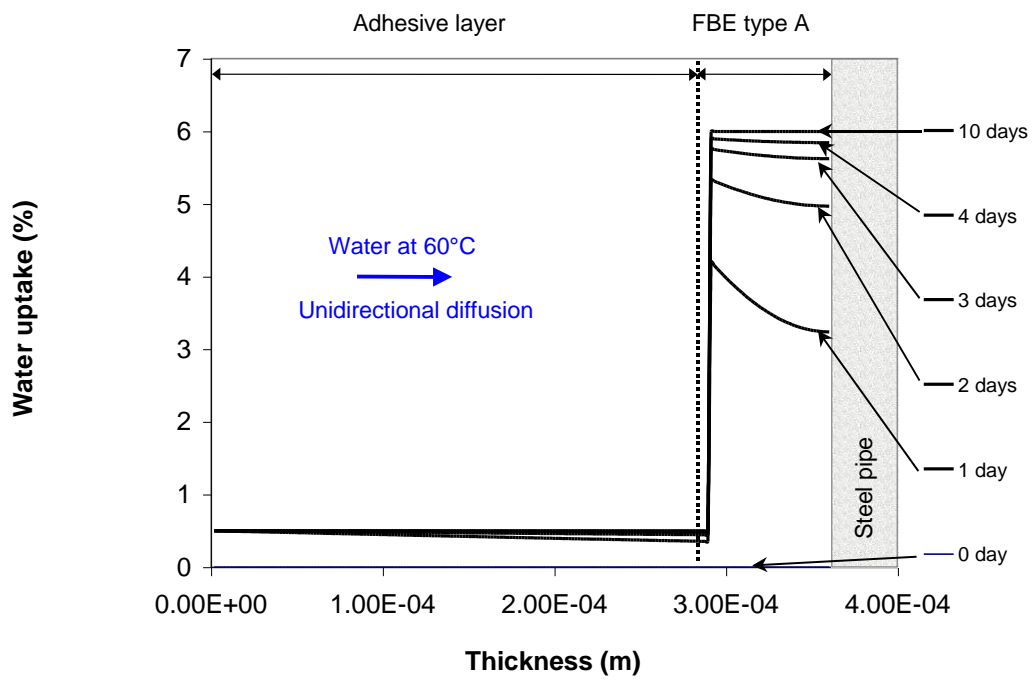 Adhesive layer
FBE type A
7
6
5
4
3
2
1
0
Water uptake (%)
Water at 60°C
Unidirectional diffusion
Steel pipe
10 days
4 days
3 days
2 days
1 day
0 day
0.00E+00
1.00E-04
2.00E-04
3.00E-04
4.00E-04
Thickness (m)